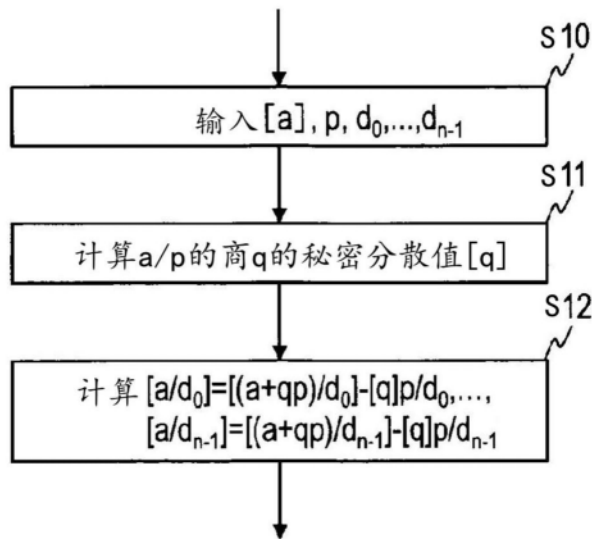 S10
输入[a], p, d₀,...,dₙ₋₁
S11
计算a/p的商q的秘密分散值[q]
S12
计算 [a/d₀]=[(a+qp)/d₀]-[q]p/d₀,...,
[a/dₙ₋₁]=[(a+qp)/dₙ₋₁]-[q]p/dₙ₋₁